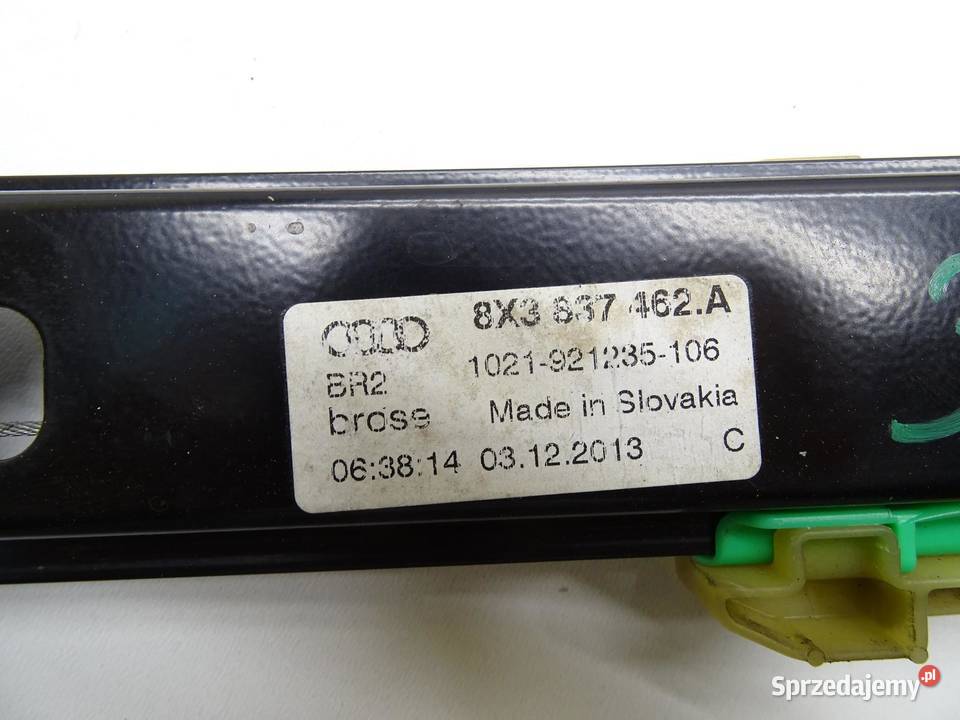 8X3 837 462.A
1021-921235-106
BR2
brose Made in Slovakia
06:38:14 03.12.2013 C
Sprzedajemy.pl